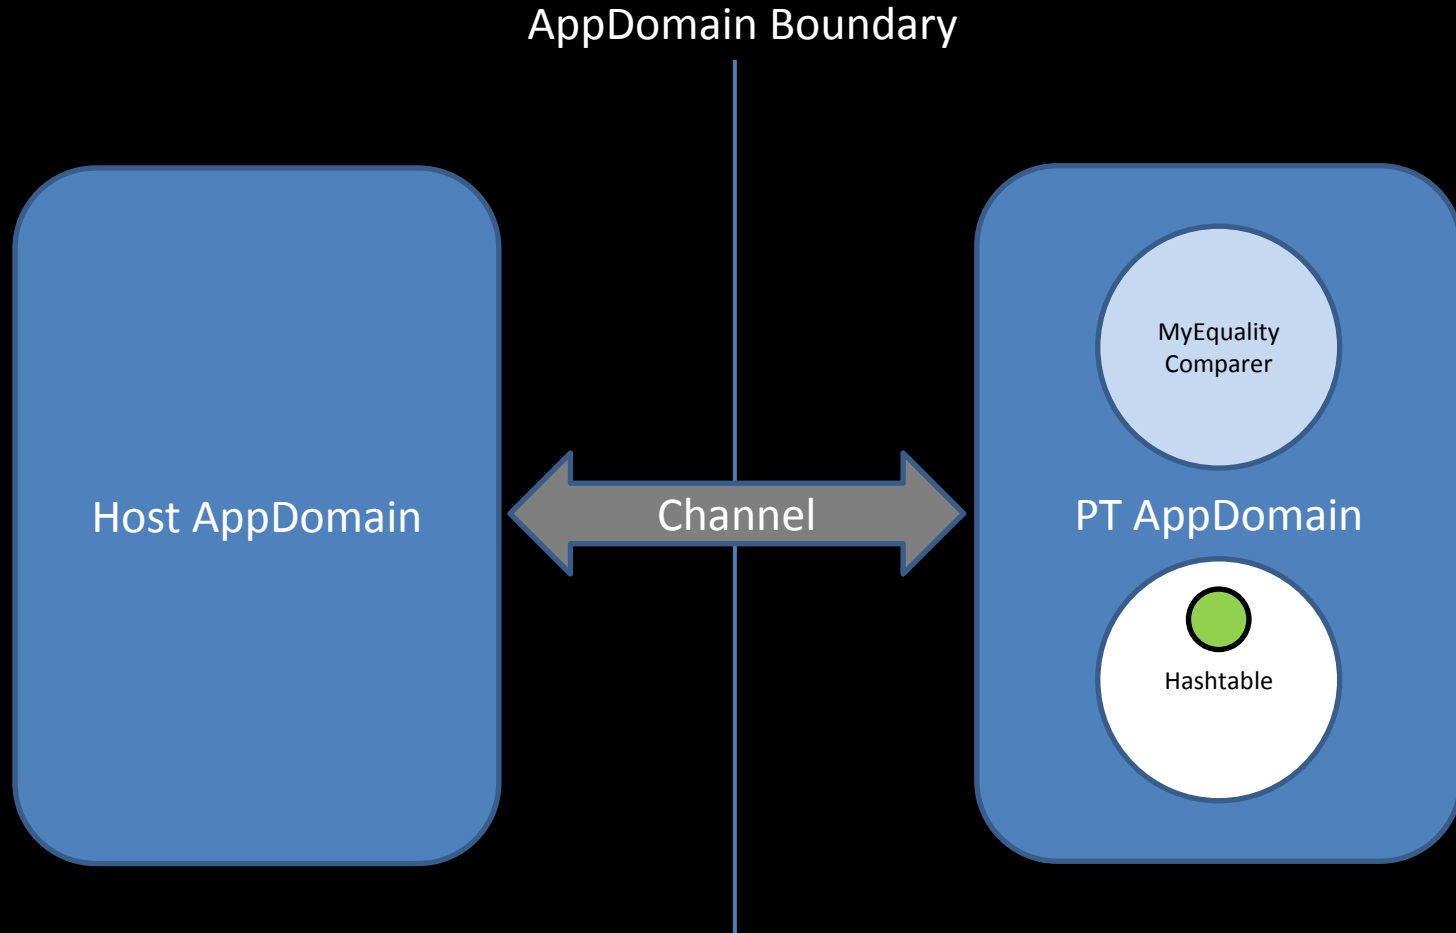 AppDomain Boundary
MyEquality
Comparer
Host AppDomain
Channel
PT AppDomain
Hashtable